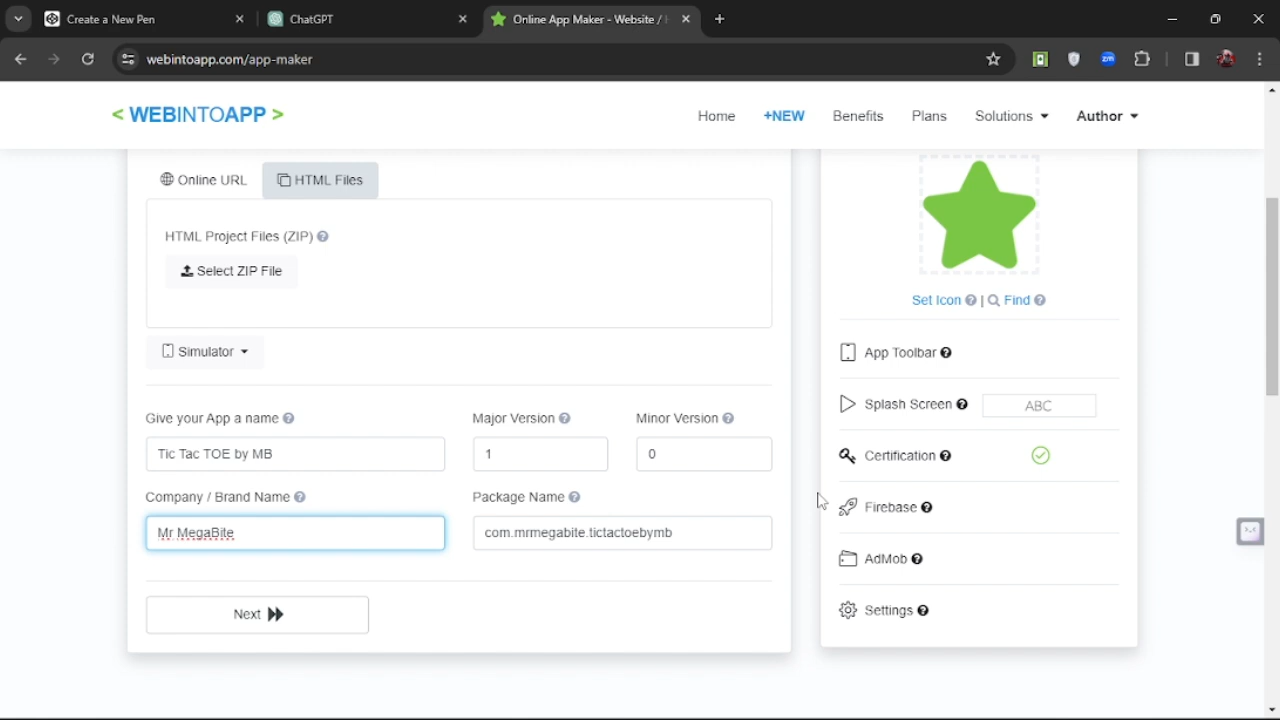 Create a New Pen
ChatGPT
Online App Maker - Website /
webintoapp.com/app-maker
zm
< WEBINTOAPP >
Home
+NEW
Benefits
Plans
Solutions
Author
Online URL
HTML Files
HTML Project Files (ZIP) ?
Select ZIP File
Simulator
Give your App a name ?
Major Version ?
Minor Version ?
Tic Tac TOE by MB
1
0
Company / Brand Name ?
Package Name ?
Mr MegaBite
com.mrmegabite.tictactoebymb
Next
Set Icon ? | Find ?
App Toolbar ?
Splash Screen ? ABC
Certification ?
Firebase ?
AdMob ?
Settings ?